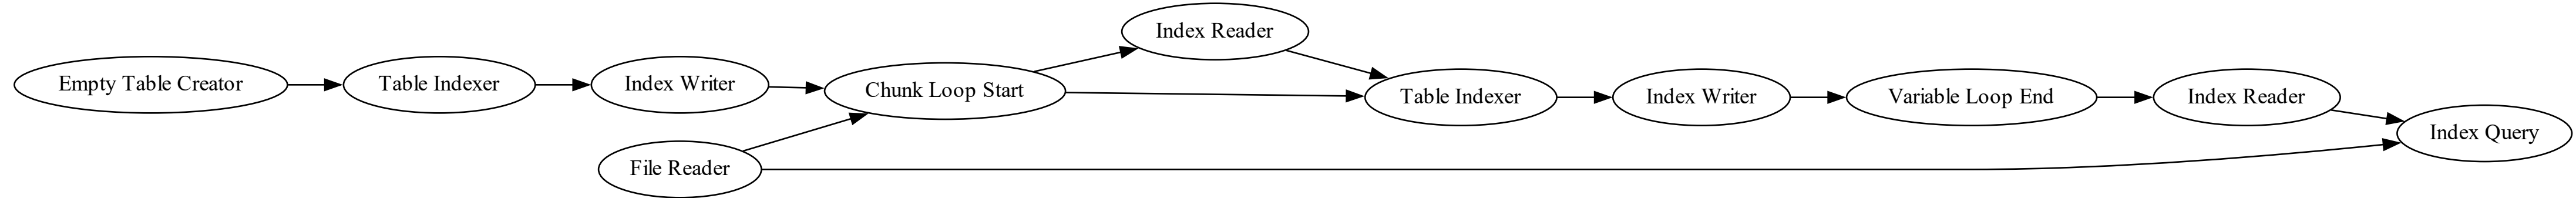 Empty Table Creator
Table Indexer
Index Writer
File Reader
Chunk Loop Start
Index Reader
Table Indexer
Index Writer
Variable Loop End
Index Reader
Index Query